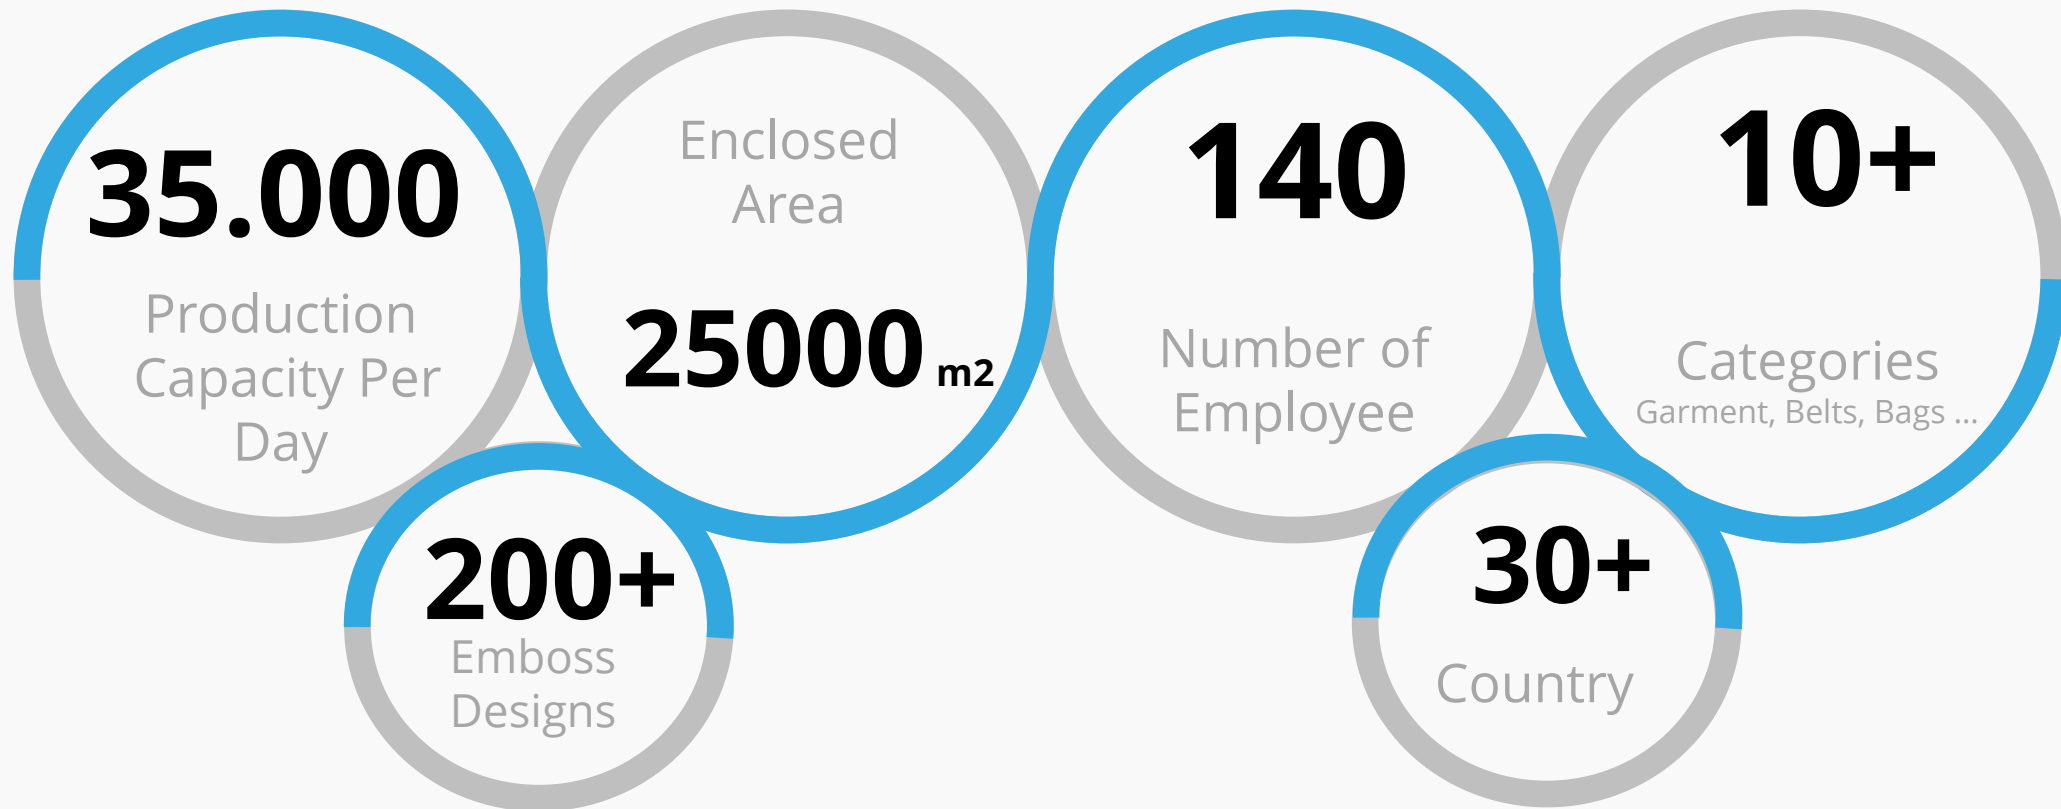 35.000
Production
Capacity Per
Day
Enclosed
Area
25000 m2
140
Number of
Employee
10+
Categories
Garment, Belts, Bags ...
200+
Emboss
Designs
30+
Country